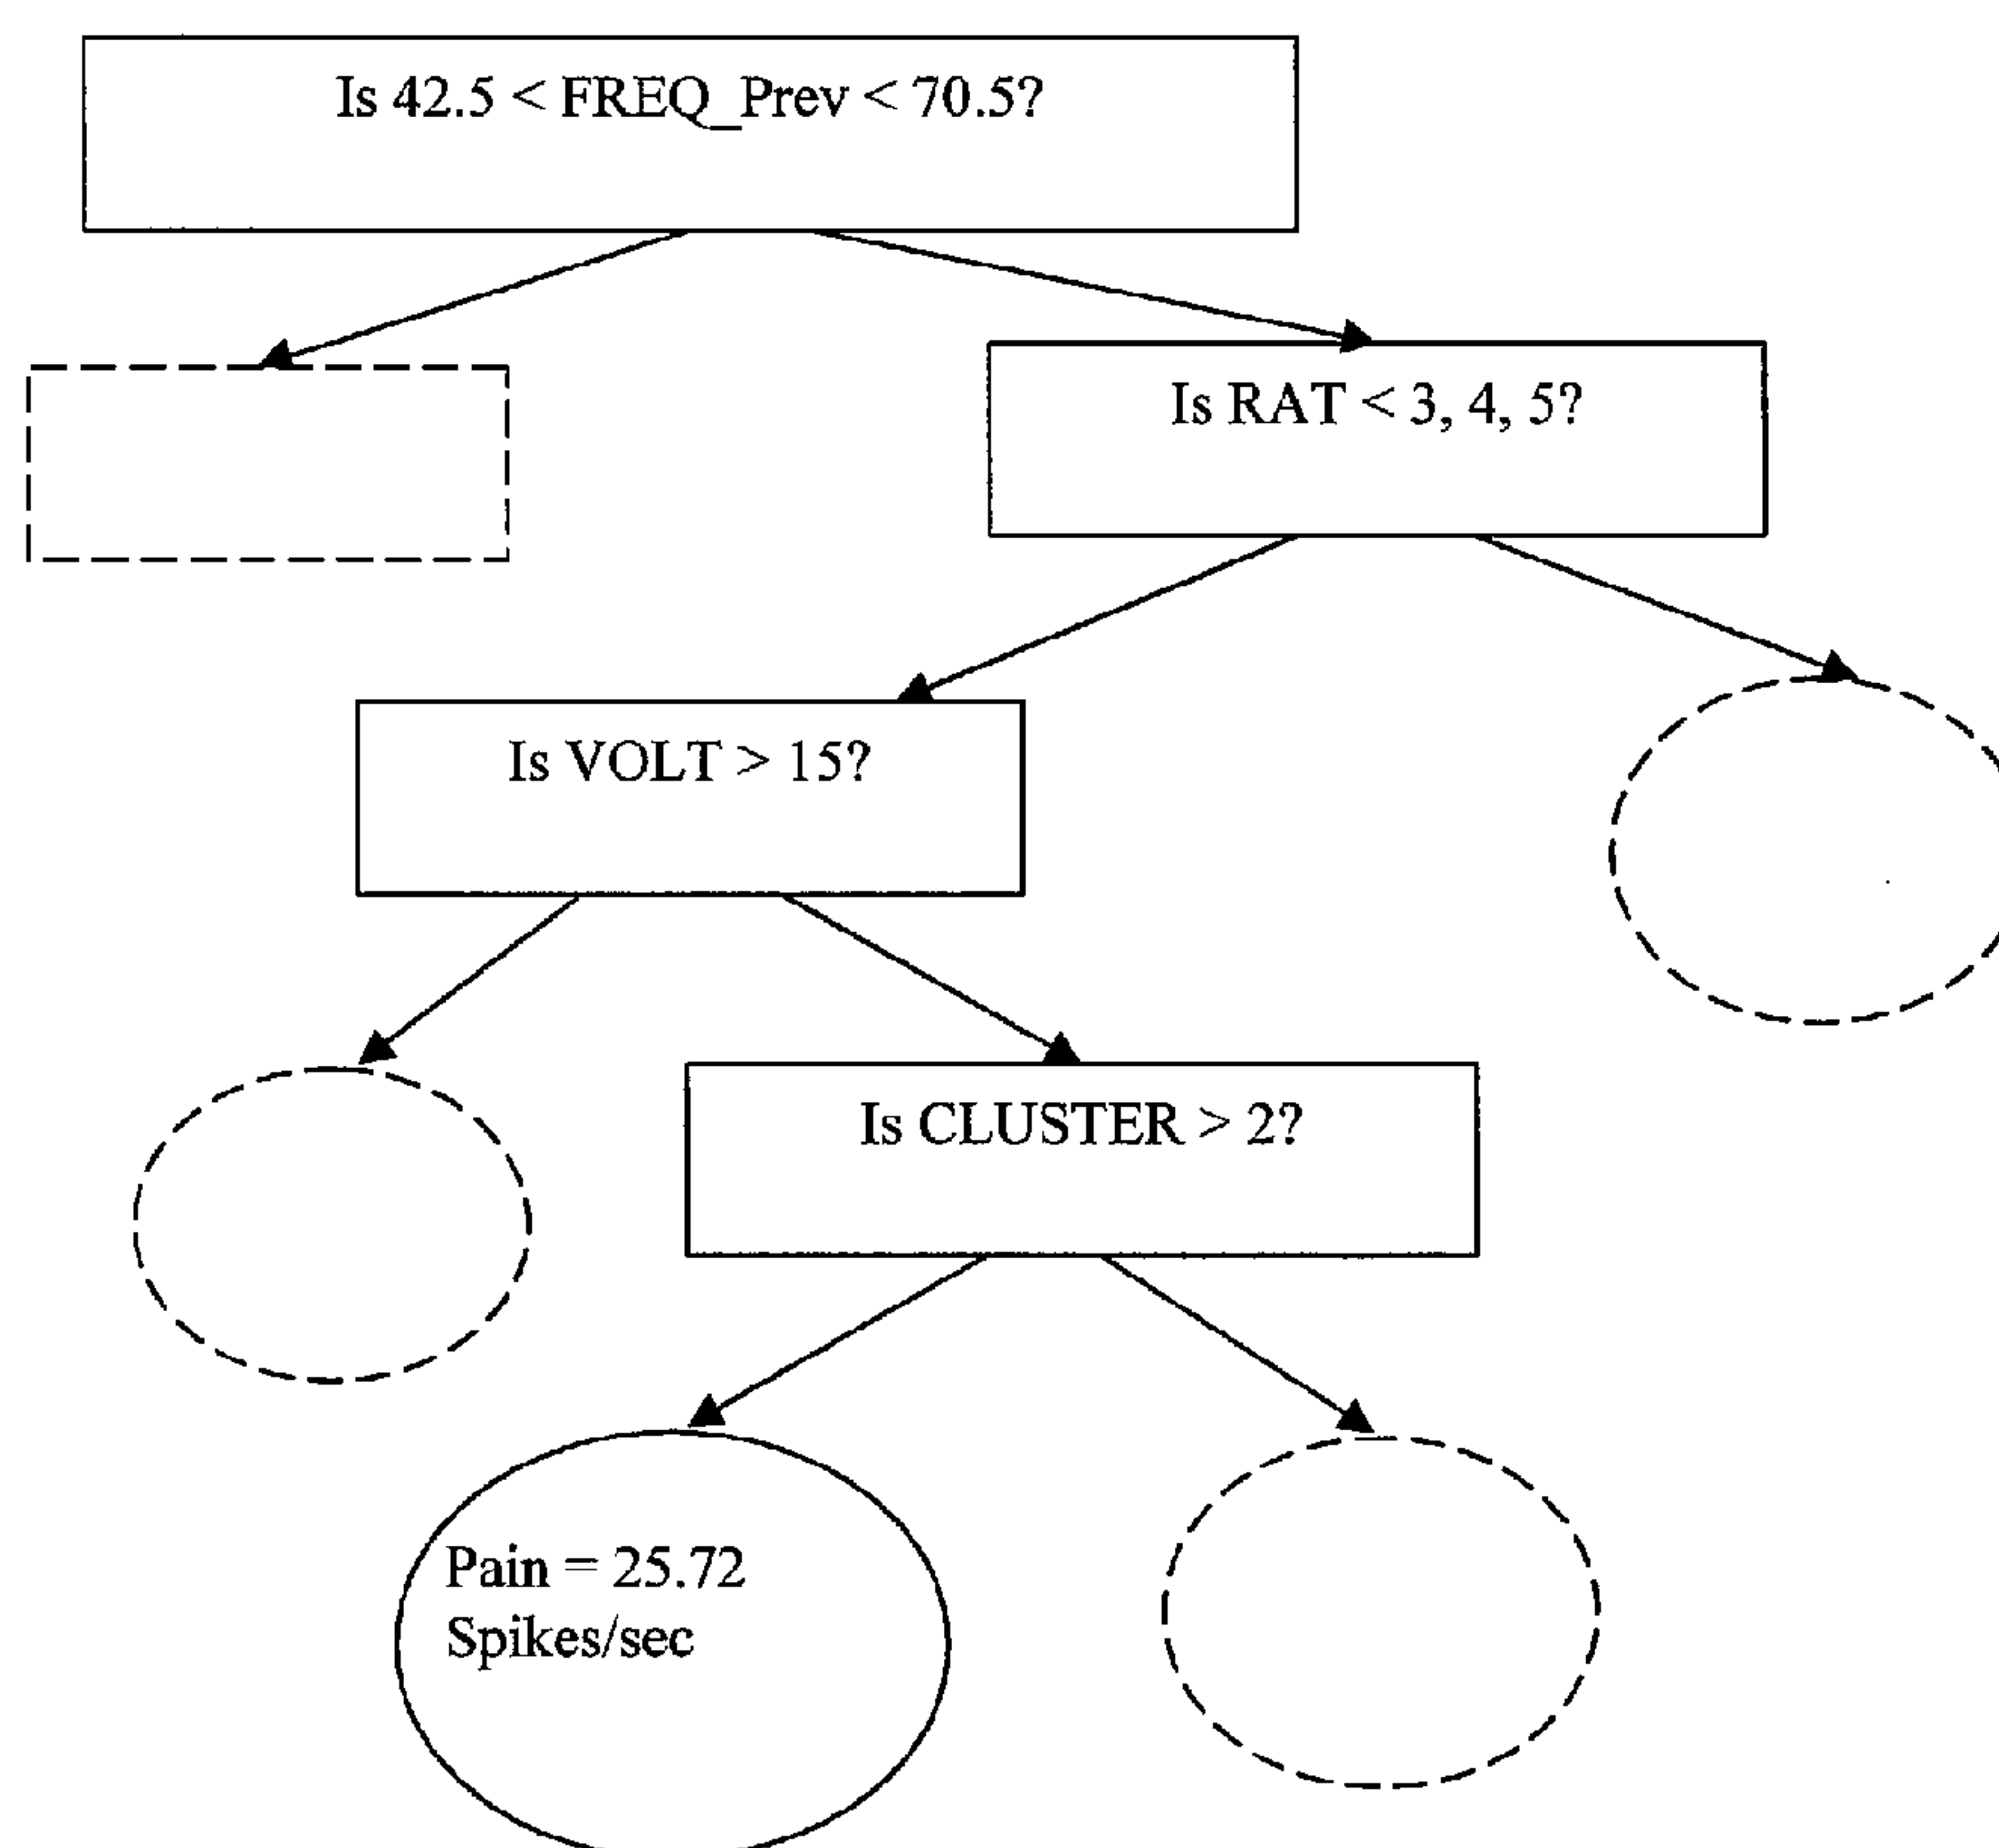 Is 42.5 < FREQ_Prev < 70.5?
Is RAT < 3, 4, 5?
Is VOLT > 15?
Is CLUSTER > 2?
Pain = 25.72
Spikes/sec